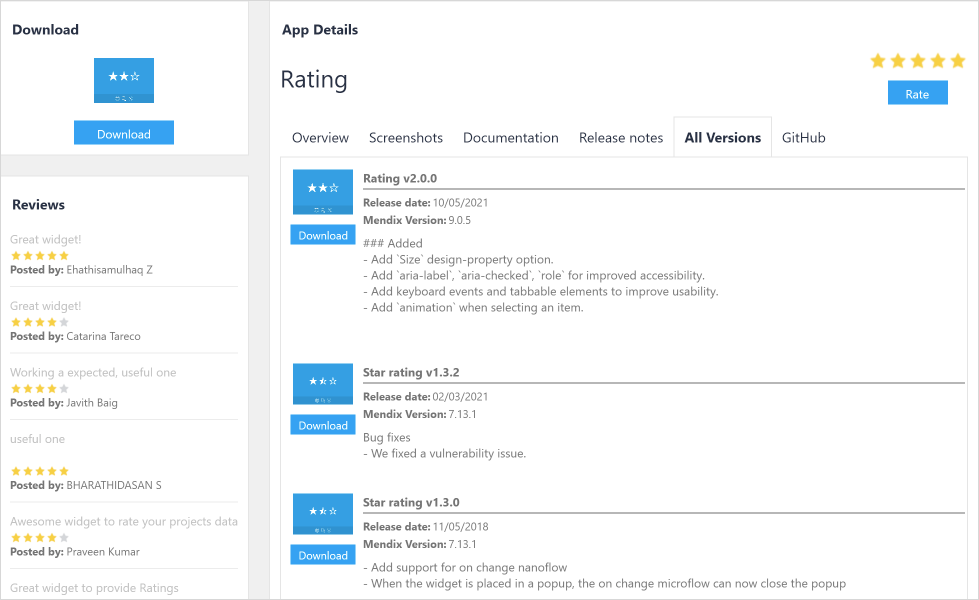 Download
Download
Reviews
Great widget!
Posted by: Ehathisamulhaq Z
Great widget!
Posted by: Catarina Tareco
Working a expected, useful one
Posted by: Javith Baig
useful one
Posted by: BHARATHIDASAN S
Awesome widget to rate your projects data
Posted by: Praveen Kumar
Great widget to provide Ratings
App Details
Rating
Rate
Overview Screenshots Documentation Release notes All Versions GitHub
Rating v2.0.0
Release date: 10/05/2021
Mendix Version: 9.0.5
Download
### Added
- Add `Size` design-property option.
- Add `aria-label`, `aria-checked`, `role` for improved accessibility.
- Add keyboard events and tabbable elements to improve usability.
- Add `animation` when selecting an item.
Star rating v1.3.2
Release date: 02/03/2021
Mendix Version: 7.13.1
Download
Bug fixes
- We fixed a vulnerability issue.
Star rating v1.3.0
Release date: 11/05/2018
Mendix Version: 7.13.1
Download
- Add support for on change nanoflow
- When the widget is placed in a popup, the on change microflow can now close the popup